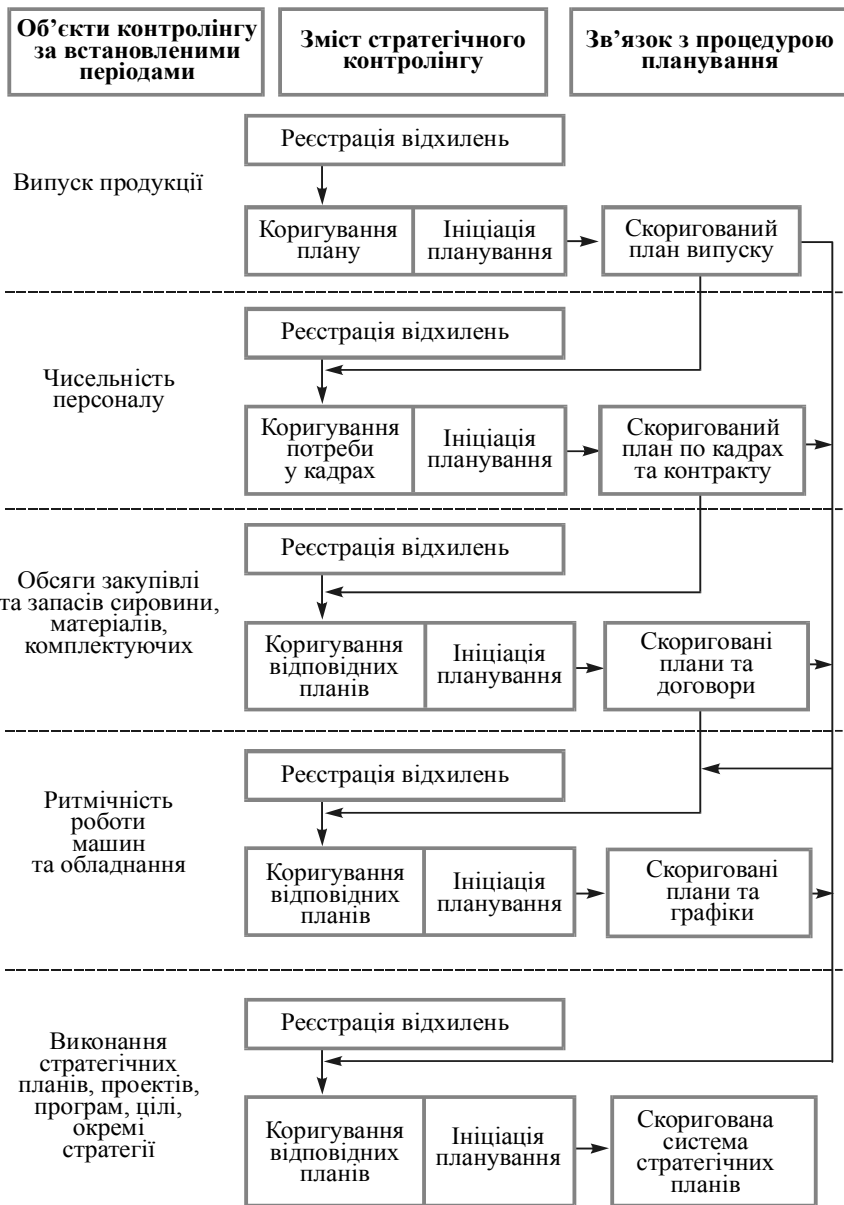 Об’єкти контролінгу
за встановленими
періодами
Зміст стратегічного
контролінгу
Зв’язок з процедурою
планування
Випуск продукції
Реєстрація відхилень
Коригування
плану
Ініціація
планування
Скоригований
план випуску
Чисельність
персоналу
Реєстрація відхилень
Коригування
потреби
у кадрах
Ініціація
планування
Скоригований
план по кадрах
та контракту
Обсяги закупівлі
та запасів сировини,
матеріалів,
комплектуючих
Реєстрація відхилень
Коригування
відповідних
планів
Ініціація
планування
Скориговані
плани та
договори
Ритмічність
роботи
машин
та обладнання
Реєстрація відхилень
Коригування
відповідних
планів
Ініціація
планування
Скориговані
плани та
графіки
Виконання
стратегічних
планів, проектів,
програм, цілі,
окремі
стратегії
Реєстрація відхилень
Коригування
відповідних
планів
Ініціація
планування
Скоригована
система
стратегічних
планів